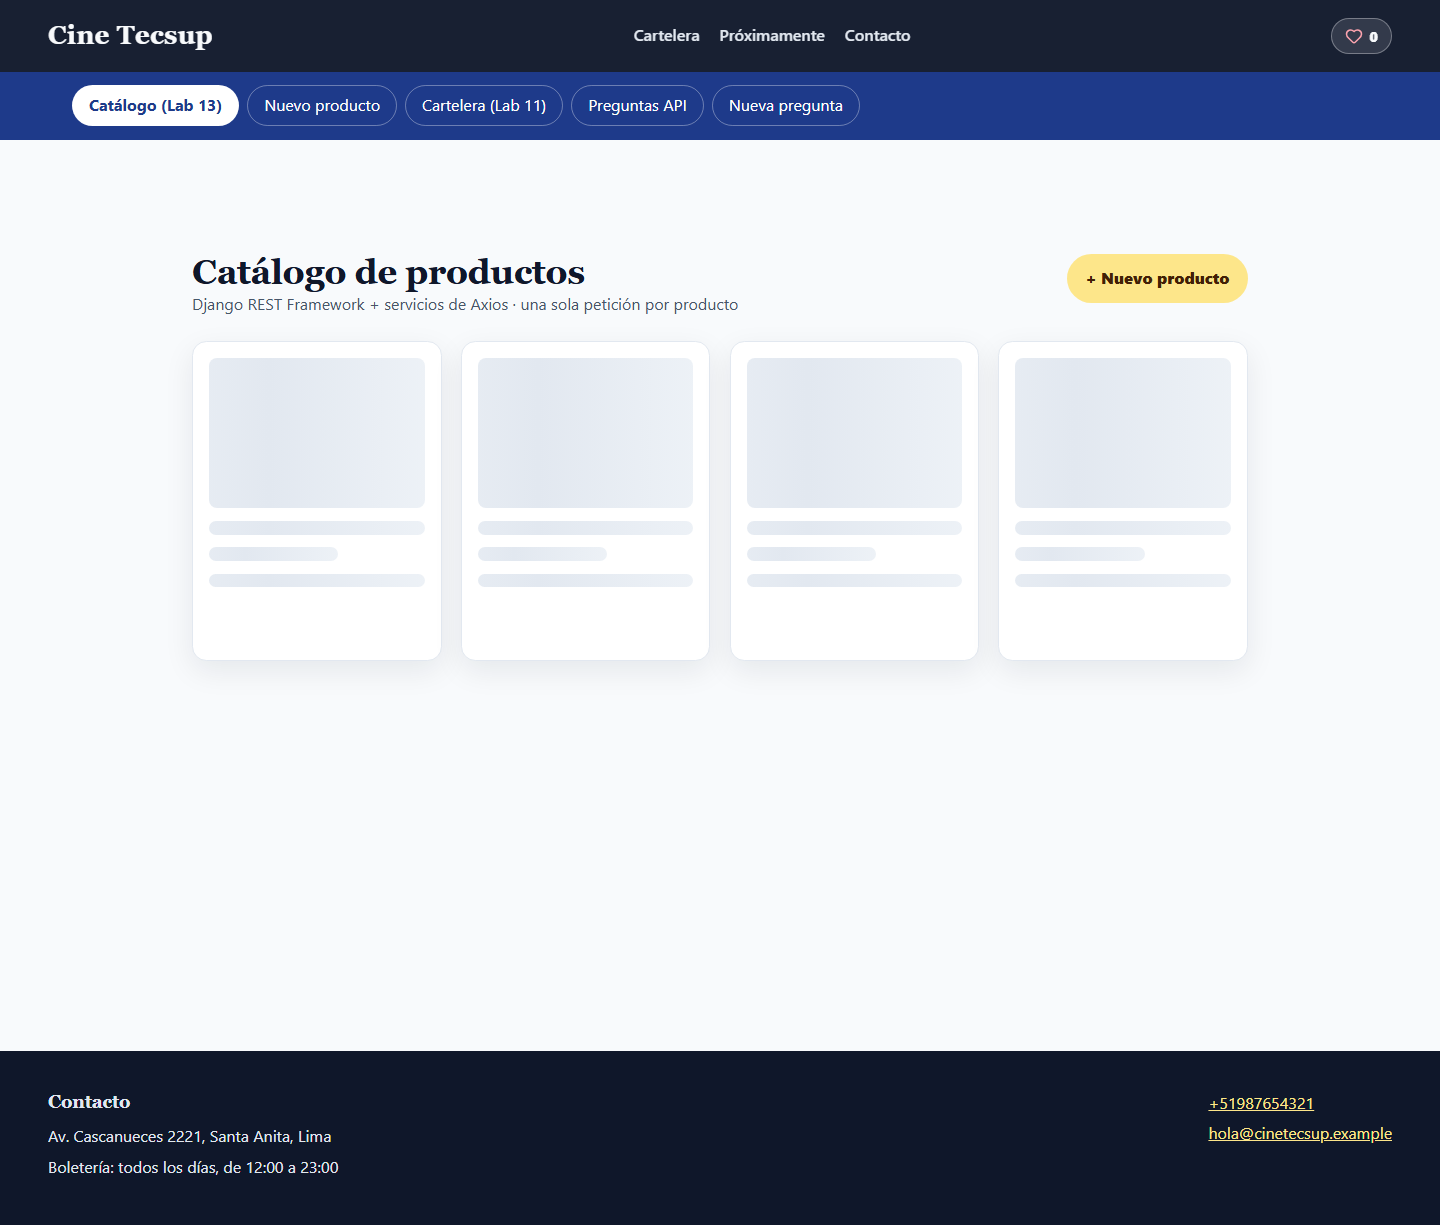 Cine Tecsup
Cartelera Próximamente Contacto
0
Catálogo (Lab 13) Nuevo producto Cartelera (Lab 11) Preguntas API Nueva pregunta
Catálogo de productos
Django REST Framework + servicios de Axios · una sola petición por producto
+ Nuevo producto
Contacto
Av. Cascanueces 2221, Santa Anita, Lima
Boletería: todos los días, de 12:00 a 23:00
+51987654321
hola@cinetecsup.example